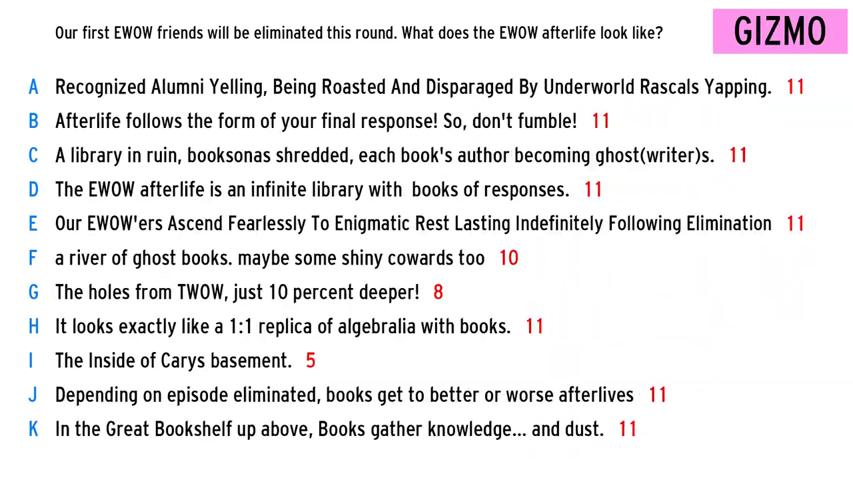 Our first EWOW friends will be eliminated this round. What does the EWOW afterlife look like?
GIZMO
A Recognized Alumni Yelling, Being Roasted And Disparaged By Underworld Rascals Yapping. 11
B Afterlife follows the form of your final response! So, don't fumble! 11
C A library in ruin, booksonas shredded, each book's author becoming ghost(writer)s. 11
D The EWOW afterlife is an infinite library with books of responses. 11
E Our EWOW'ers Ascend Fearlessly To Enigmatic Rest Lasting Indefinitely Following Elimination 11
F a river of ghost books. maybe some shiny cowards too 10
G The holes from TWOW, just 10 percent deeper! 8
H It looks exactly like a 1:1 replica of algebralia with books. 11
I The Inside of Carys basement. 5
J Depending on episode eliminated, books get to better or worse afterlives 11
K In the Great Bookshelf up above, Books gather knowledge... and dust. 11